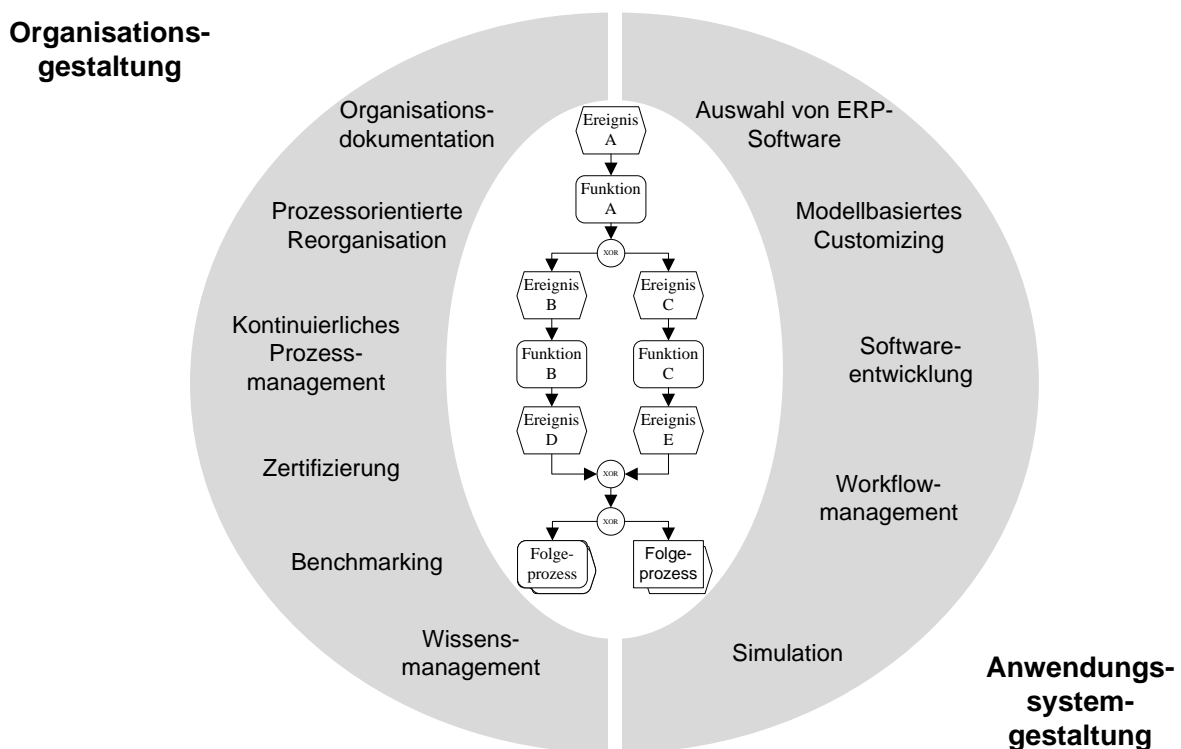 Organisations-
gestaltung
Organisations-
dokumentation
Prozessorientierte
Reorganisation
Kontinuierliches
Prozess-
management
Zertifizierung
Benchmarking
Wissens-
management
Ereignis
A
Funktion
A
XOR
Ereignis
B
Ereignis
C
Funktion
B
Funktion
C
Ereignis
D
Ereignis
E
XOR
XOR
Folge-
prozess
Folge-
prozess
Auswahl von ERP-
Software
Modellbasiertes
Customizing
Software-
entwicklung
Workflow-
management
Simulation
Anwendungs-
system-
gestaltung